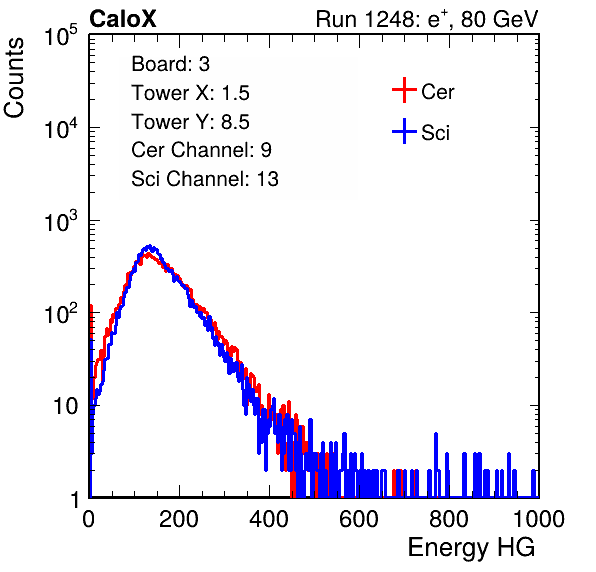 CaloX Run 1248: e⁺, 80 GeV
Counts
Board: 3
Tower X: 1.5
Tower Y: 8.5
Cer Channel: 9
Sci Channel: 13
Cer
Sci
10⁵
10⁴
10³
10²
10
1
0 200 400 600 800 1000
Energy HG